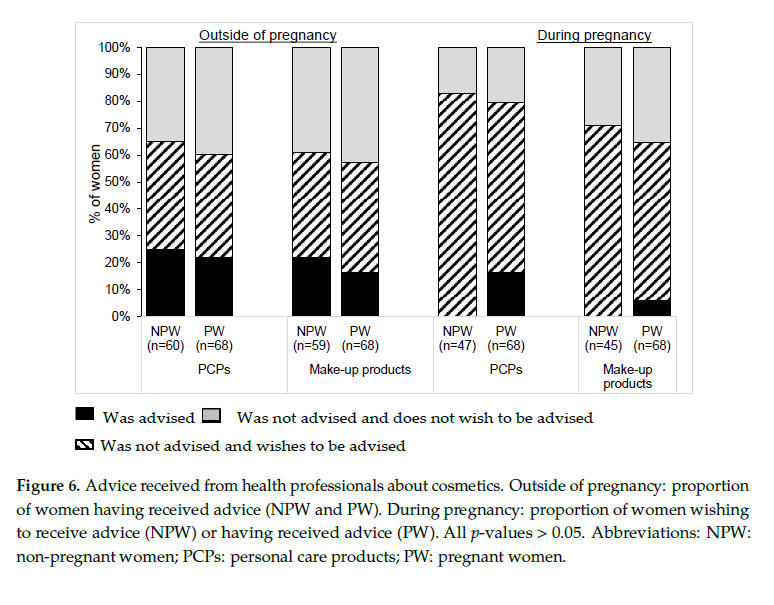 Outside of pregnancy During pregnancy
100%
90%
80%
70%
60%
50%
40%
30%
20%
10%
0%
% of women
NPW PW NPW PW NPW PW NPW PW
(n=60) (n=68) (n=59) (n=68) (n=47) (n=68) (n=45) (n=68)
PCPs Make-up products PCPs Make-up
products
Was advised Was not advised and does not wish to be advised
Was not advised and wishes to be advised
Figure 6. Advice received from health professionals about cosmetics. Outside of pregnancy: proportion
of women having received advice (NPW and PW). During pregnancy: proportion of women wishing
to receive advice (NPW) or having received advice (PW). All p-values > 0.05. Abbreviations: NPW:
non-pregnant women; PCPs: personal care products; PW: pregnant women.